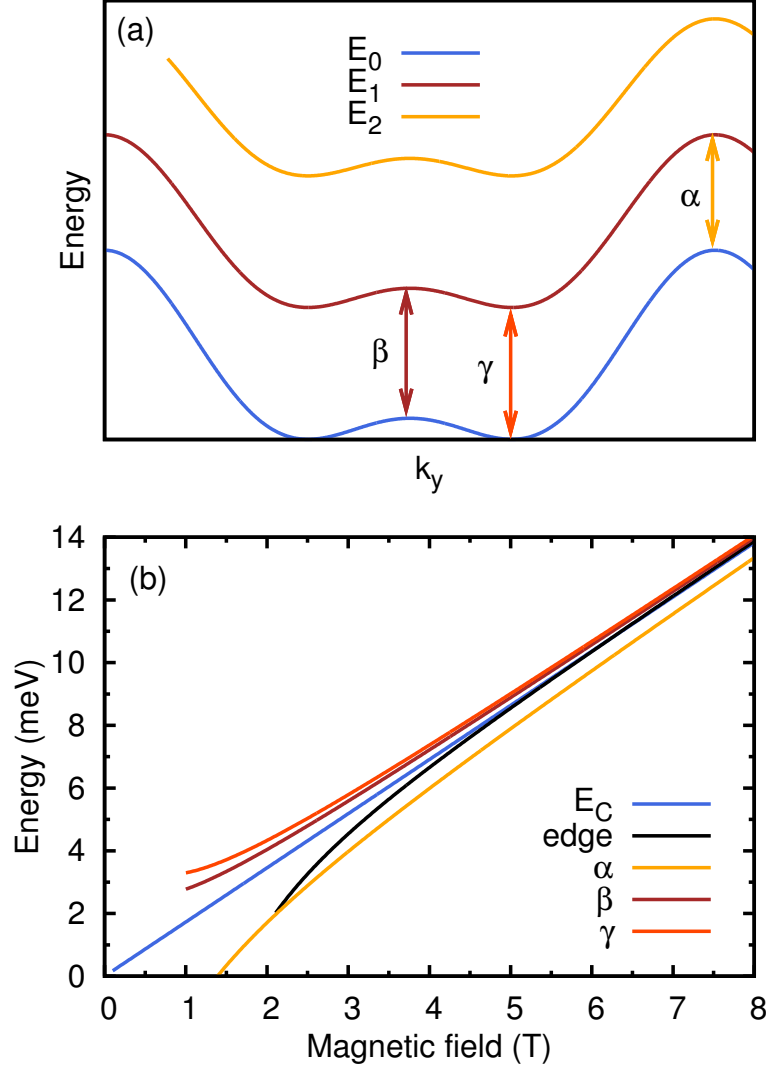 (a)
E0
E1
E2
Energy
α
β
γ
ky
(b)
14
12
10
8
6
4
2
0
Energy (meV)
EC
edge
α
β
γ
0 1 2 3 4 5 6 7 8
Magnetic field (T)